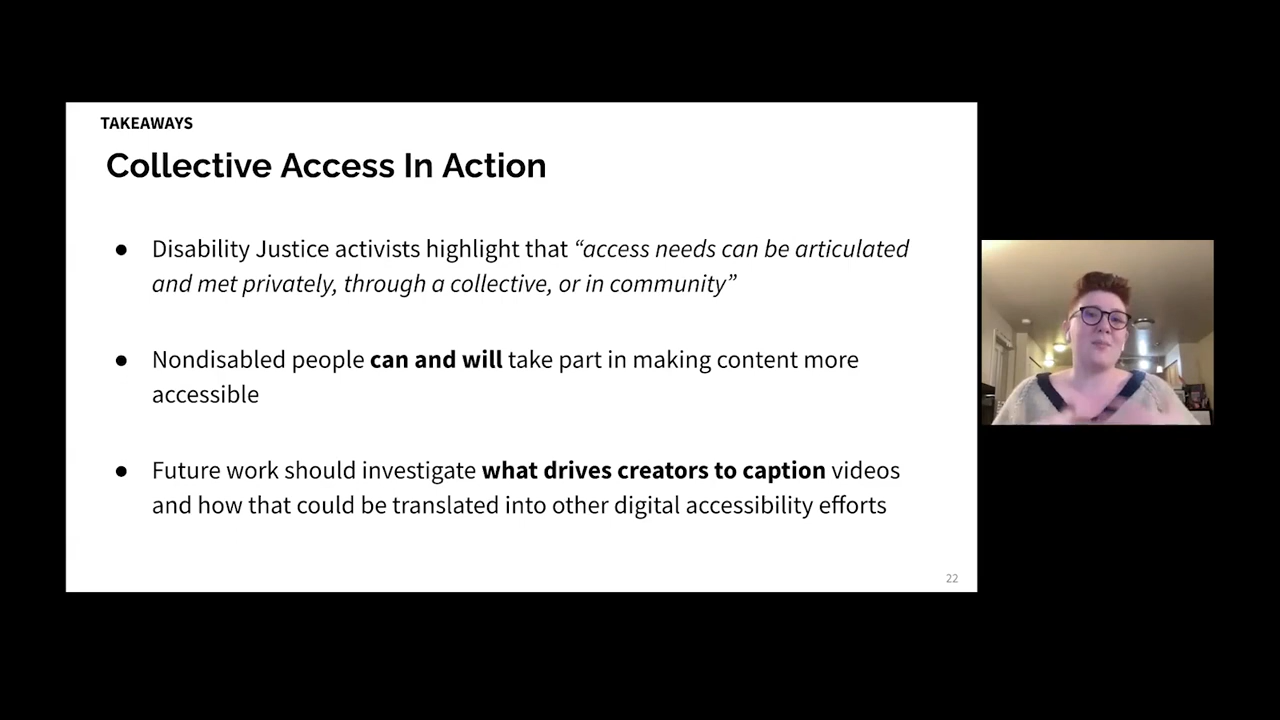 TAKEAWAYS
Collective Access In Action
● Disability Justice activists highlight that “access needs can be articulated
and met privately, through a collective, or in community”
● Nondisabled people can and will take part in making content more
accessible
● Future work should investigate what drives creators to caption videos
and how that could be translated into other digital accessibility efforts
22